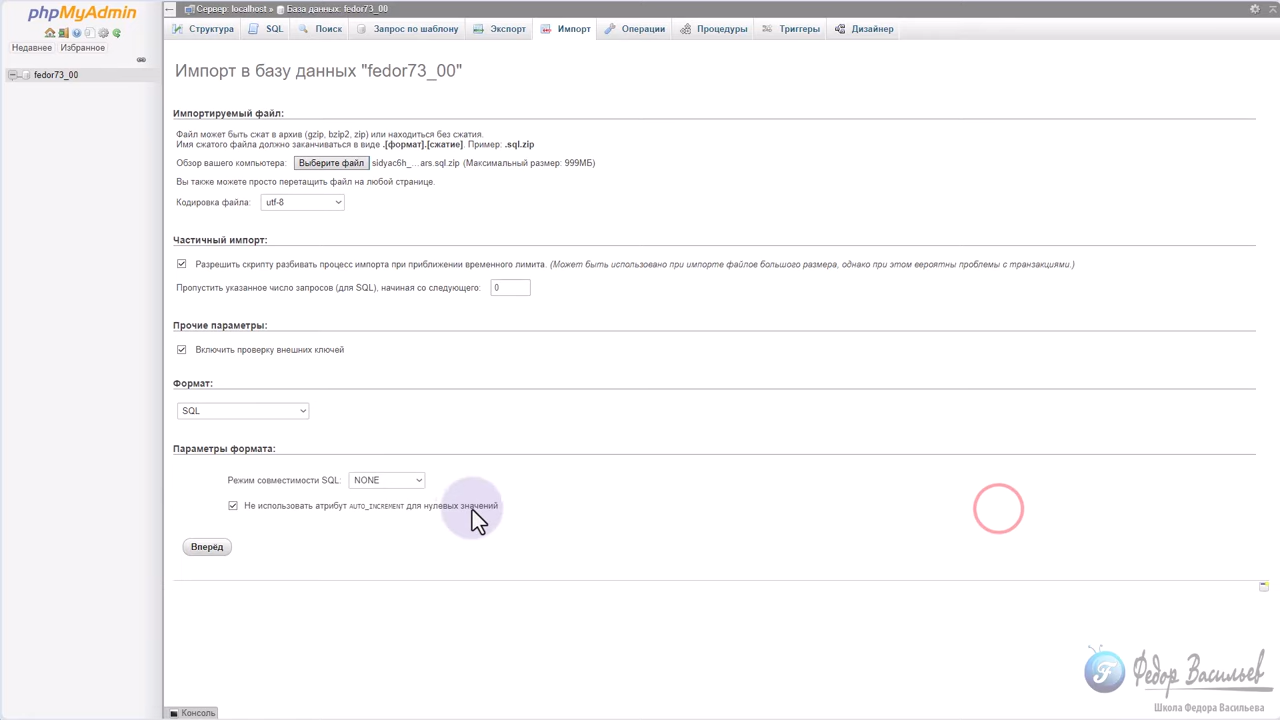 phpMyAdmin
Недавнее Избранное
fedor73_00
Сервер: localhost » База данных: fedor73_00
Структура SQL Поиск Запрос по шаблону Экспорт Импорт Операции Процедуры Триггеры Дизайнер
Импорт в базу данных "fedor73_00"
Импортируемый файл:
Файл может быть сжат в архив (gzip, bzip2, zip) или находиться без сжатия.
Имя сжатого файла должно заканчиваться в виде .[формат].[сжатие]. Пример: .sql.zip
Обзор вашего компьютера: Выберите файл sidyac6h_...ars.sql.zip (Максимальный размер: 999МБ)
Вы также можете просто перетащить файл на любой странице.
Кодировка файла: utf-8
Частичный импорт:
Разрешить скрипту разбивать процесс импорта при приближении временного лимита. (Может быть использовано при импорте файлов большого размера, однако при этом вероятны проблемы с транзакциями.)
Пропустить указанное число запросов (для SQL), начиная со следующего: 0
Прочие параметры:
Включить проверку внешних ключей
Формат:
SQL
Параметры формата:
Режим совместимости SQL: NONE
Не использовать атрибут AUTO_INCREMENT для нулевых значений
Вперёд
F Федор Васильев
Школа Федора Васильева
Консоль